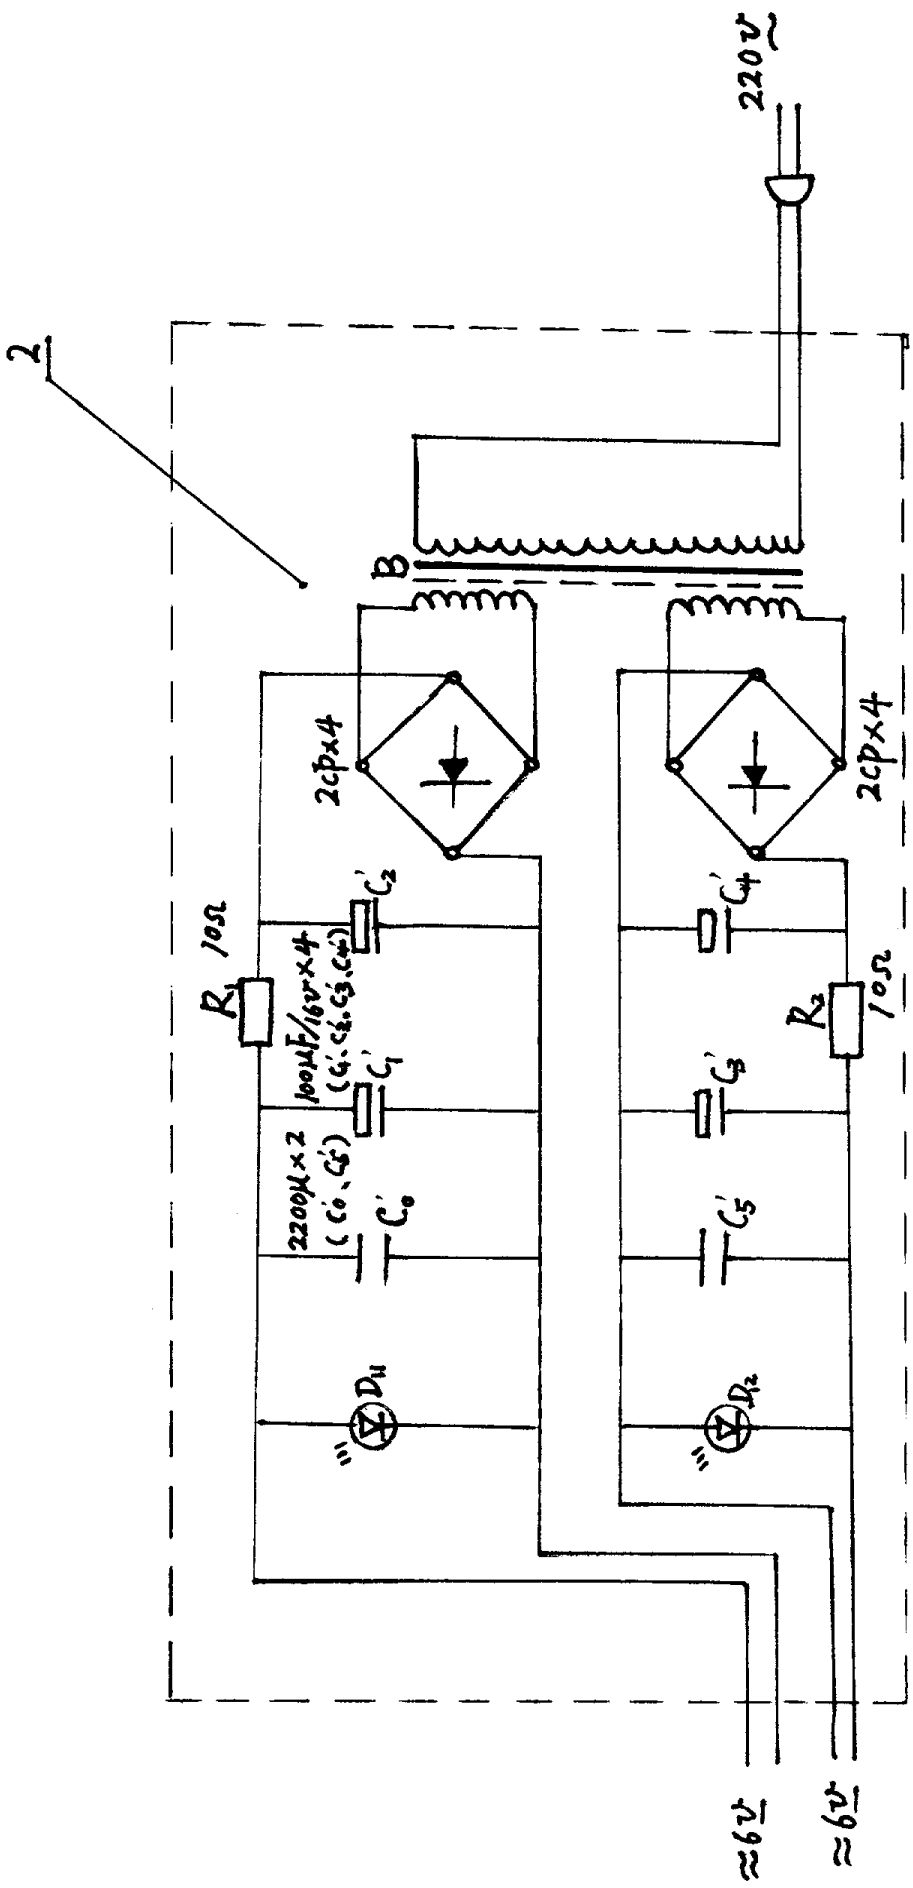 2
220V~
B
2CP×4
2CP×4
R₁ 10Ω
C₂'
C₄'
100μF/16V×4
(C₁'、C₂'、C₃'、C₄')
C₁'
C₃'
R₂ 10Ω
2200μ×2
(C₀'、C₅')
C₀'
C₅'
D₁₁
D₁₂
≈6V
≈6V